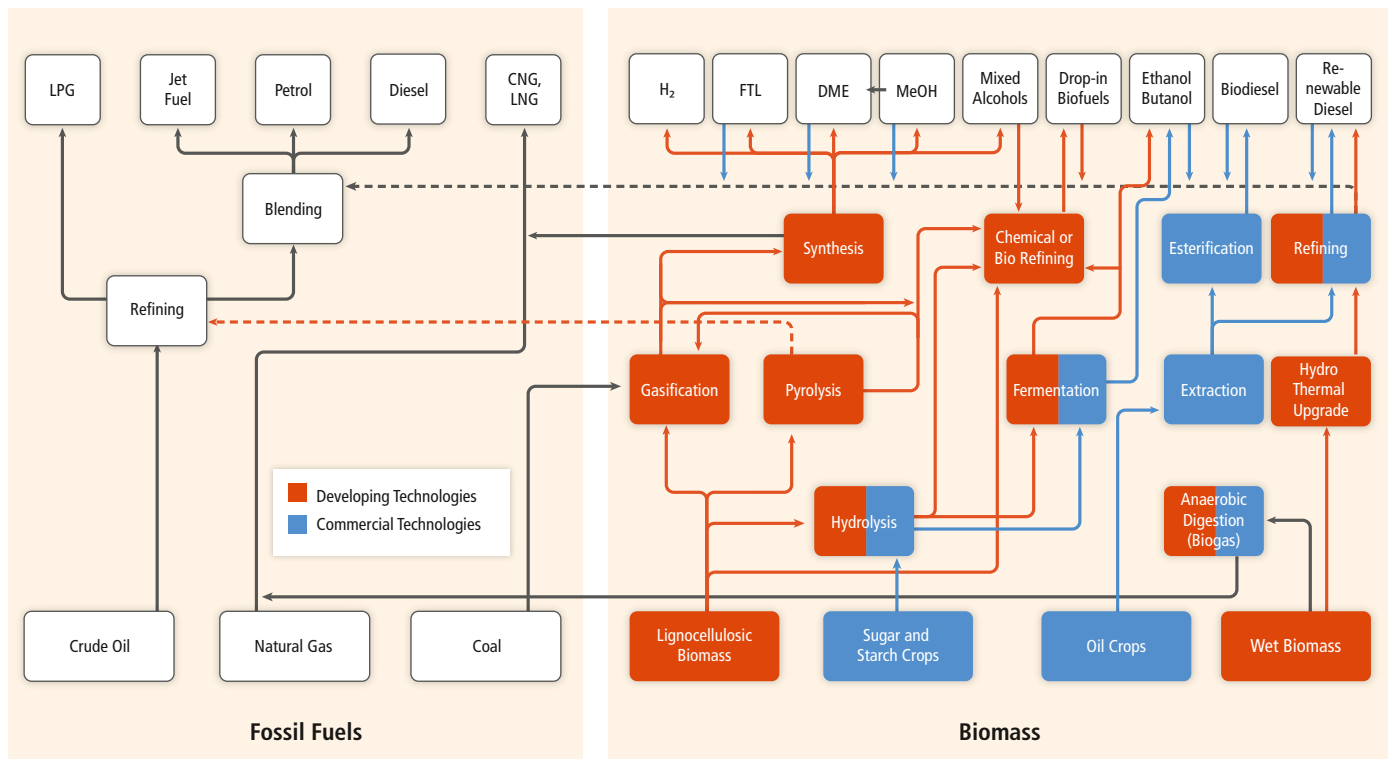 LPG
Jet
Fuel
Petrol
Diesel
CNG,
LNG
H₂
FTL
DME
MeOH
Mixed
Alcohols
Drop-in
Biofuels
Ethanol
Butanol
Biodiesel
Re-
newable
Diesel
Blending
Refining
Synthesis
Chemical or
Bio Refining
Esterification
Refining
Gasification
Pyrolysis
Fermentation
Extraction
Hydro
Thermal
Upgrade
Developing Technologies
Commercial Technologies
Hydrolysis
Anaerobic
Digestion
(Biogas)
Crude Oil
Natural Gas
Coal
Lignocellulosic
Biomass
Sugar and
Starch Crops
Oil Crops
Wet Biomass
Fossil Fuels
Biomass